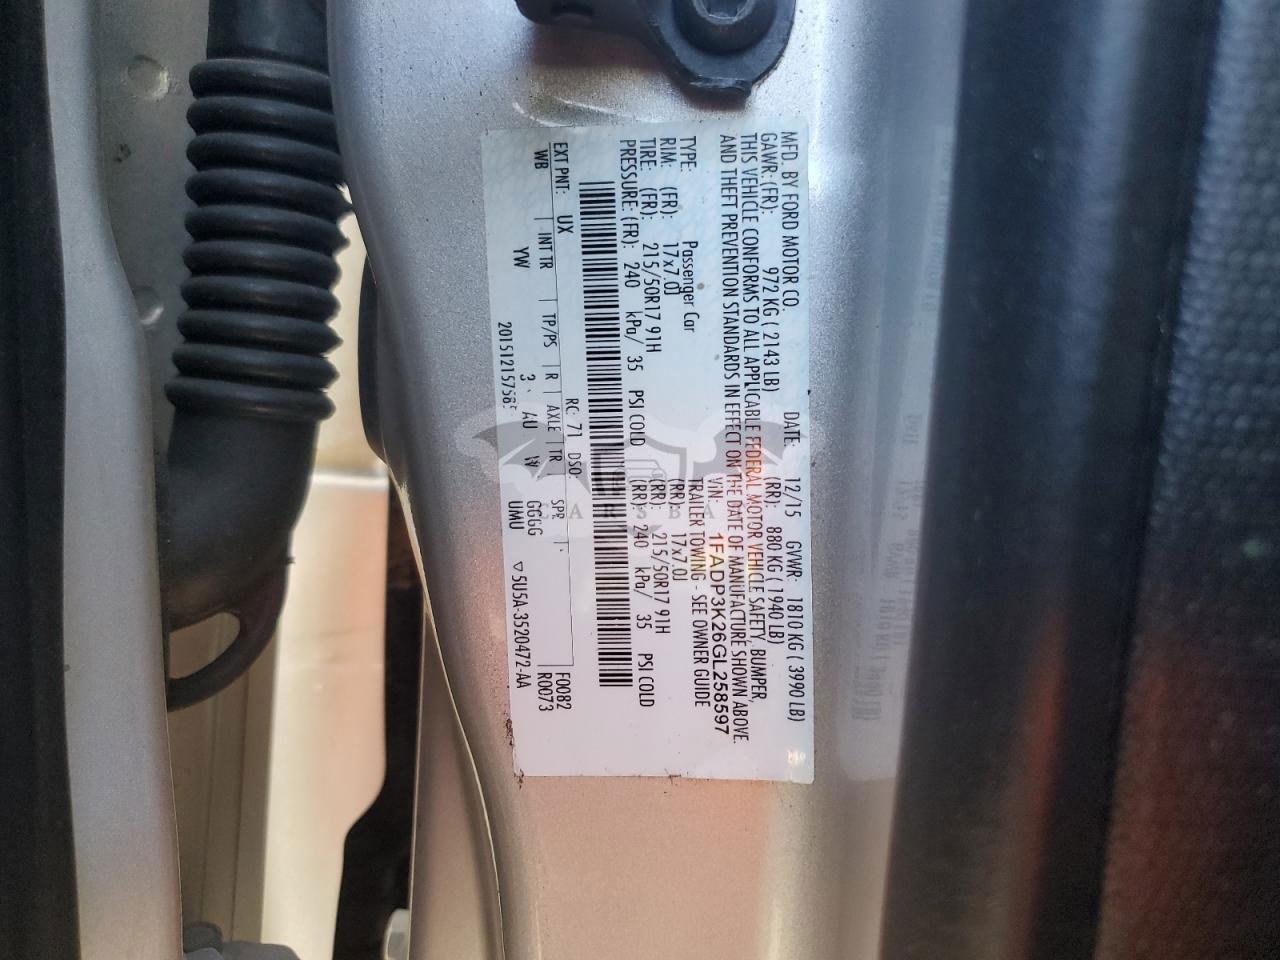 MFD. BY FORD MOTOR CO. DATE: 12/15 GVWR: 1810 KG ( 3990 LB)
GAWR: (FR): 972 KG ( 2143 LB) (RR): 880 KG ( 1940 LB)
THIS VEHICLE CONFORMS TO ALL APPLICABLE FEDERAL MOTOR VEHICLE SAFETY, BUMPER,
AND THEFT PREVENTION STANDARDS IN EFFECT ON THE DATE OF MANUFACTURE SHOWN ABOVE.
VIN: 1FADP3K26GL258597
TYPE: Passenger Car TRAILER TOWING - SEE OWNER GUIDE
RIM: (FR): 17x7.0J (RR): 17x7.0J
TIRE: (FR): 215/50R17 91H (RR): 215/50R17 91H
PRESSURE: (FR): 240 kPa/ 35 PSI COLD (RR): 240 kPa/ 35 PSI COLD
EXT PNT: UX RC: 71 DSO: F0082
WB INT TR TP/PS R AXLE TR SPR R0073
YW 3 AU W GGGG
UMU ▽5U5A-3520472-AA
CARSBA